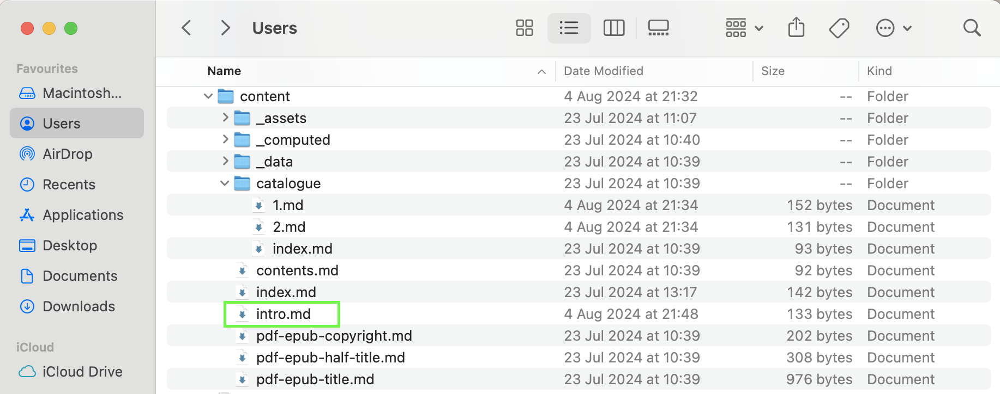 Users
Favourites
Macintosh...
Users
AirDrop
Recents
Applications
Desktop
Documents
Downloads
iCloud
iCloud Drive
Name Date Modified Size Kind
content 4 Aug 2024 at 21:32 -- Folder
_assets 23 Jul 2024 at 11:07 -- Folder
_computed 23 Jul 2024 at 10:40 -- Folder
_data 23 Jul 2024 at 10:39 -- Folder
catalogue 23 Jul 2024 at 10:39 -- Folder
1.md 4 Aug 2024 at 21:34 152 bytes Document
2.md 4 Aug 2024 at 21:34 131 bytes Document
index.md 23 Jul 2024 at 10:39 93 bytes Document
contents.md 23 Jul 2024 at 10:39 92 bytes Document
index.md 23 Jul 2024 at 13:17 142 bytes Document
intro.md 4 Aug 2024 at 21:48 133 bytes Document
pdf-epub-copyright.md 23 Jul 2024 at 10:39 202 bytes Document
pdf-epub-half-title.md 23 Jul 2024 at 10:39 308 bytes Document
pdf-epub-title.md 23 Jul 2024 at 10:39 976 bytes Document